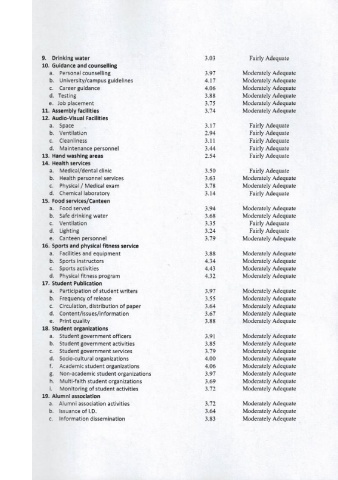 9. Drinking water 3.03 Fairly Adequate
10. Guidance and counselling
a. Personal counselling 3.97 Moderately Adequate
b. University/campus guidelines 4.17 Moderately Adequate
c. Career guidance 4.06 Moderately Adequate
d. Testing 3.88 Moderately Adequate
e. Job placement 3.75 Moderately Adequate
11. Assembly facilities 3.74 Moderately Adequate
12. Audio-Visual Facilities
a. Space 3.17 Fairly Adequate
b. Ventilation 2.94 Fairly Adequate
c. Cleanliness 3.11 Fairly Adequate
d. Maintenance personnel 3.44 Fairly Adequate
13. Hand washing areas 2.54 Fairly Adequate
14. Health services
a. Medical/dental clinic 3.50 Fairly Adequate
b. Health personnel services 3.63 Moderately Adequate
c. Physical / Medical exam 3.78 Moderately Adequate
d. Chemical laboratory 3.14 Fairly Adequate
15. Food services/Canteen
a. Food served 3.94 Moderately Adequate
b. Safe drinking water 3.68 Moderately Adequate
c. Ventilation 3.35 Fairly Adequate
d. Lighting 3.24 Fairly Adequate
e. Canteen personnel 3.79 Moderately Adequate
16. Sports and physical fitness service
a. Facilities and equipment 3.88 Moderately Adequate
b. Sports instructors 4.34 Moderately Adequate
c. Sports activities 4.43 Moderately Adequate
d. Physical fitness program 4.32 Moderately Adequate
17. Student Publication
a. Participation of student writers 3.97 Moderately Adequate
b. Frequency of release 3.55 Moderately Adequate
c. Circulation, distribution of paper 3.64 Moderately Adequate
d. Content/issues/information 3.67 Moderately Adequate
e. Print quality 3.88 Moderately Adequate
18. Student organizations
a. Student government officers 3.91 Moderately Adequate
b. Student government activities 3.85 Moderately Adequate
c. Student government services 3.79 Moderately Adequate
d. Socio-cultural organizations 4.00 Moderately Adequate
f. Academic student organizations 4.06 Moderately Adequate
g. Non-academic student organizations 3.97 Moderately Adequate
h. Multi-faith student organizations 3.69 Moderately Adequate
i. Monitoring of student activities 3.72 Moderately Adequate
19. Alumni association
a. Alumni association activities 3.72 Moderately Adequate
b. Issuance of I.D. 3.64 Moderately Adequate
c. Information dissemination 3.83 Moderately Adequate